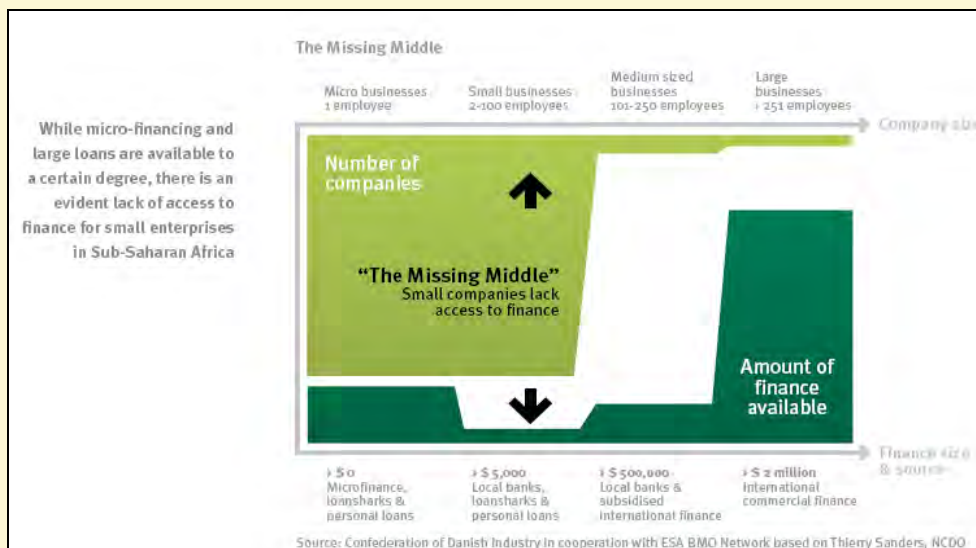 The Missing Middle
Micro businesses
1 employee
Small businesses
2-100 employees
Medium sized
businesses
101-250 employees
Large
businesses
› 251 employees
While micro-financing and
large loans are available to
a certain degree, there is an
evident lack of access to
finance for small enterprises
in Sub-Saharan Africa
Company size
Number of
companies
“The Missing Middle”
Small companies lack
access to finance
Amount of
finance
available
Finance size
& source
› $ 0
Microfinance,
loansharks &
personal loans
› $ 5,000
Local banks,
loansharks &
personal loans
› $ 500,000
Local banks &
subsidised
international finance
› $ 2 million
International
commercial finance
Source: Confederation of Danish Industry in cooperation with ESA BMO Network based on Thierry Sanders, NCDO